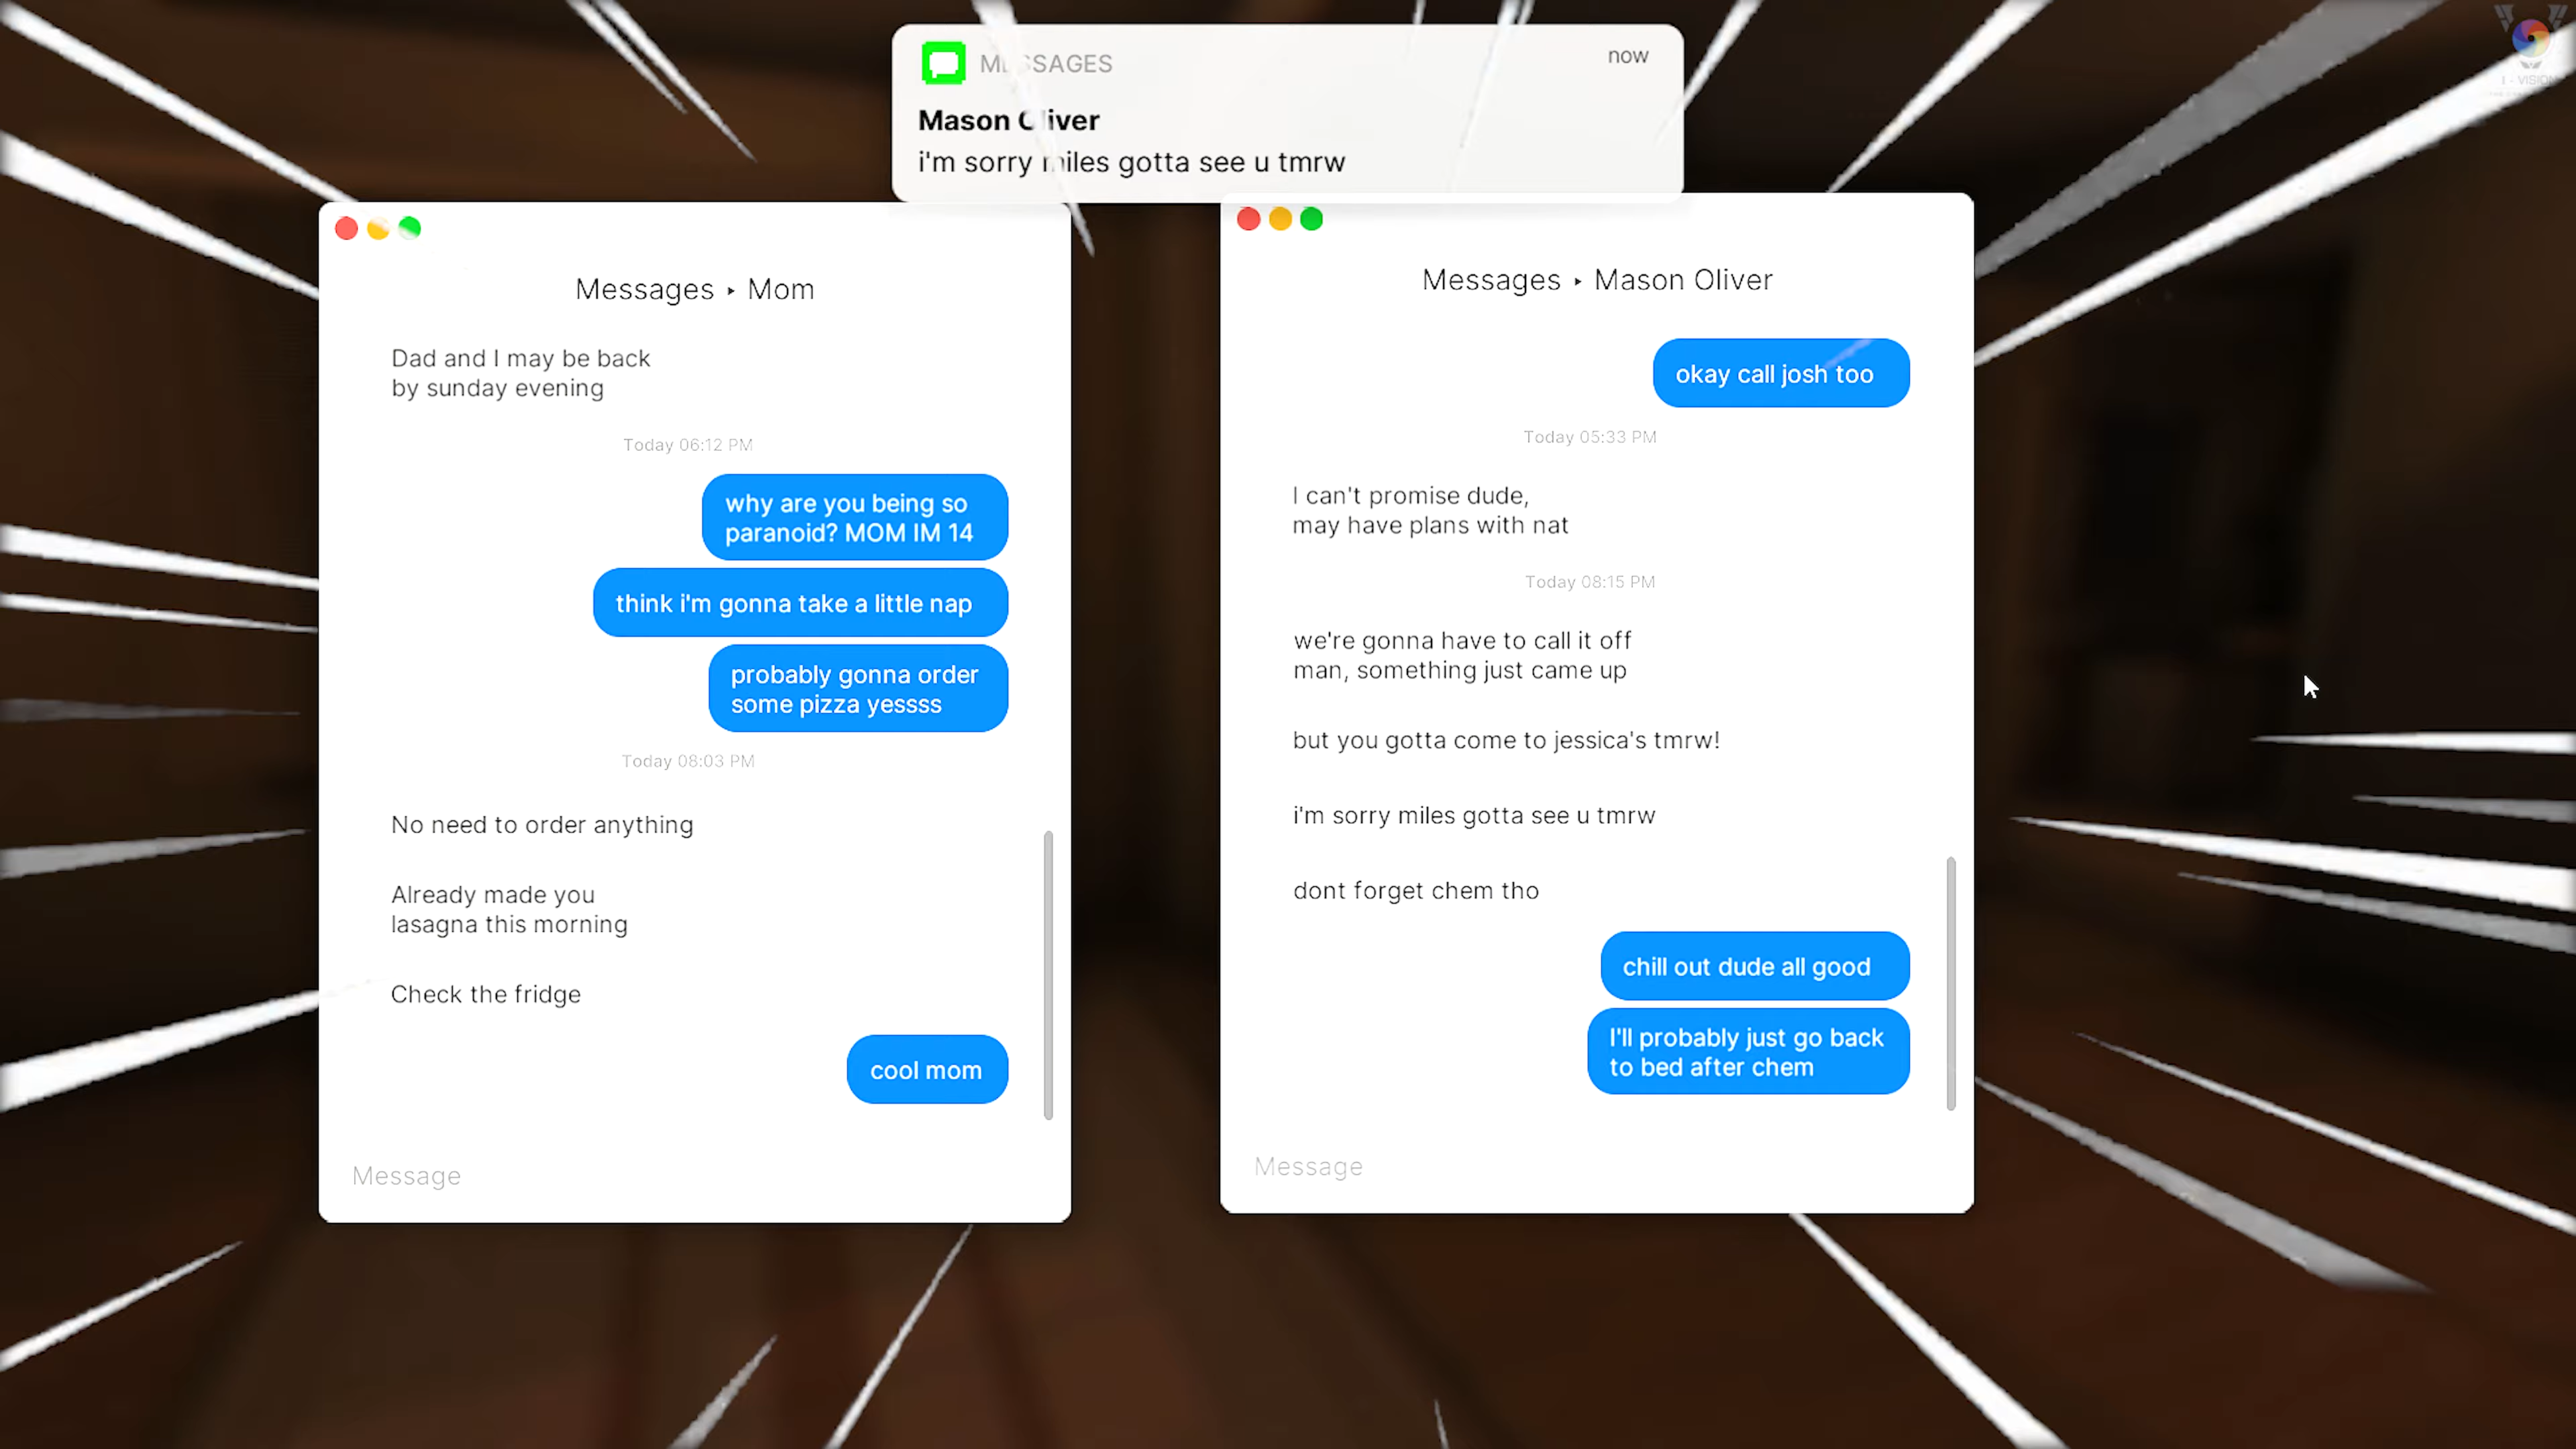 MESSAGES
now
Mason Oliver
i'm sorry miles gotta see u tmrw
Messages ‣ Mom
Dad and I may be back
by sunday evening
Today 06:12 PM
why are you being so
paranoid? MOM IM 14
think i'm gonna take a little nap
probably gonna order
some pizza yessss
Today 08:03 PM
No need to order anything
Already made you
lasagna this morning
Check the fridge
cool mom
Message
Messages ‣ Mason Oliver
okay call josh too
Today 05:33 PM
I can't promise dude,
may have plans with nat
Today 08:15 PM
we're gonna have to call it off
man, something just came up
but you gotta come to jessica's tmrw!
i'm sorry miles gotta see u tmrw
dont forget chem tho
chill out dude all good
I'll probably just go back
to bed after chem
Message
I - VISION